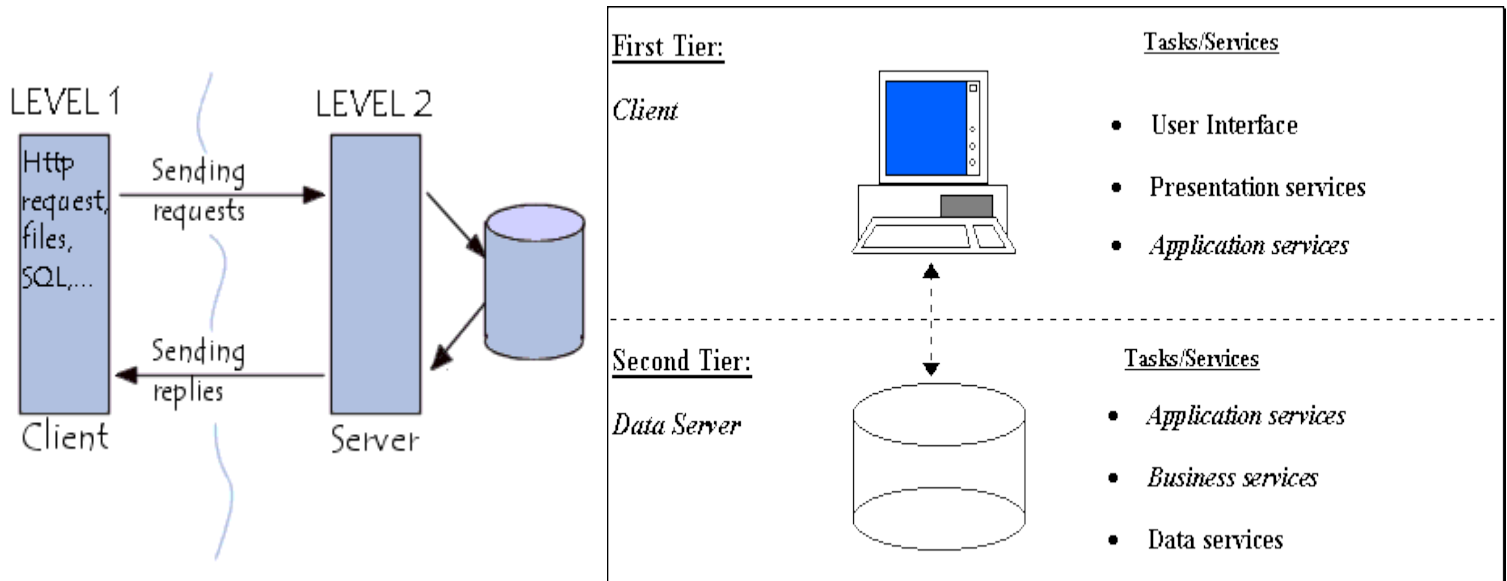 LEVEL 1
LEVEL 2
Http
request,
files,
SQL,...
Sending
requests
Sending
replies
Client
Server
First Tier:
Tasks/Services
Client
• User Interface
• Presentation services
• Application services
Second Tier:
Tasks/Services
Data Server
• Application services
• Business services
• Data services